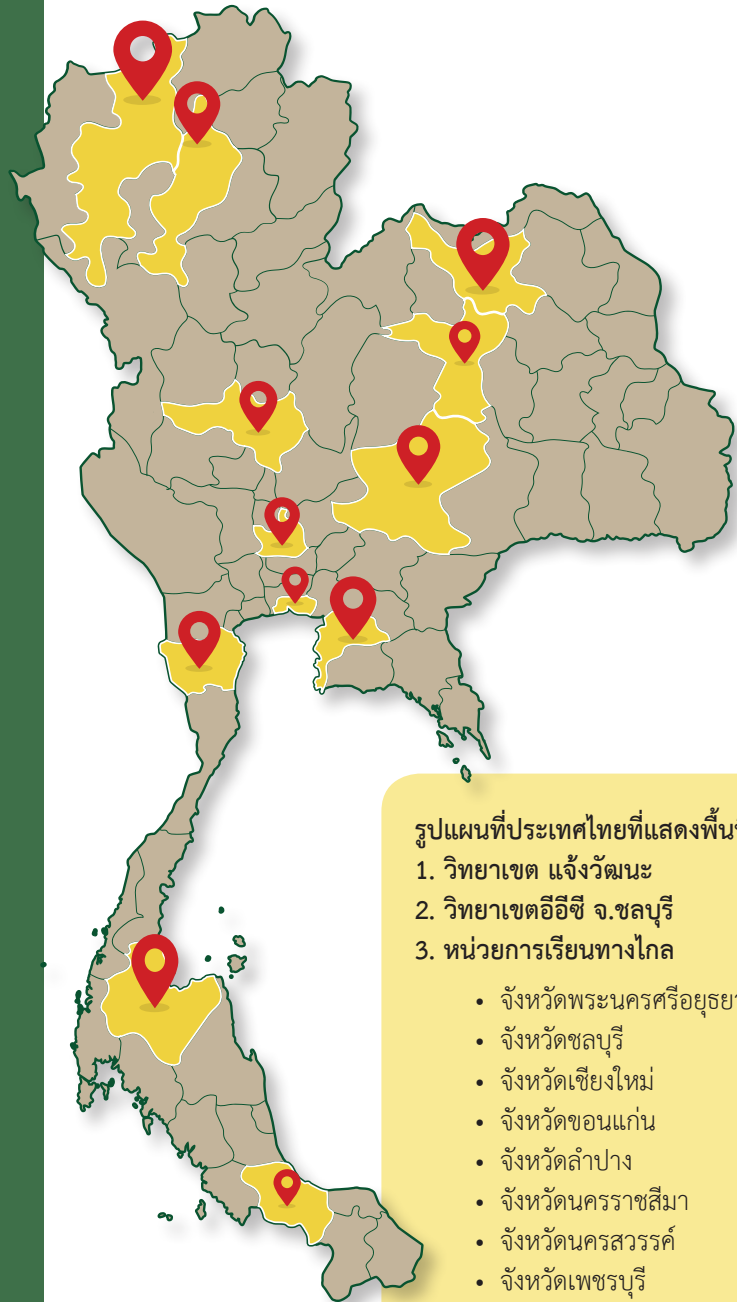 รูปแผนที่ประเทศไทยที่แสดงพื้นที่
1. วิทยาเขต แจ้งวัฒนะ
2. วิทยาเขตอีอีซี จ.ชลบุรี
3. หน่วยการเรียนทางไกล
• จังหวัดพระนครศรีอยุธยา
• จังหวัดชลบุรี
• จังหวัดเชียงใหม่
• จังหวัดขอนแก่น
• จังหวัดลำปาง
• จังหวัดนครราชสีมา
• จังหวัดนครสวรรค์
• จังหวัดเพชรบุรี